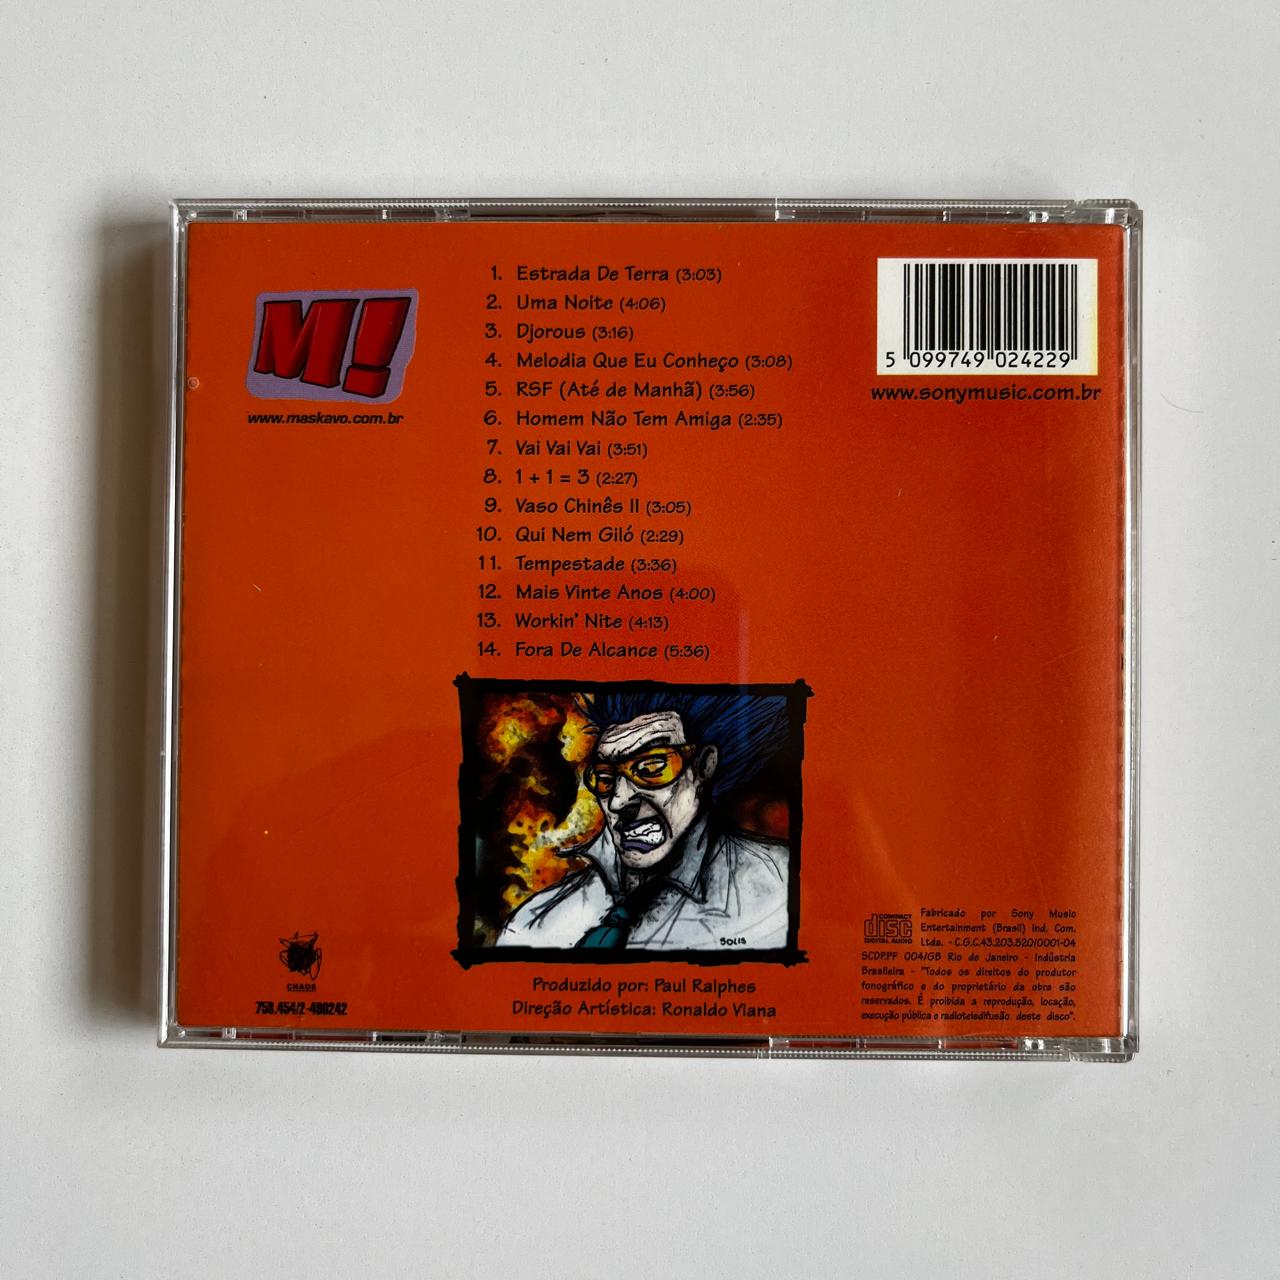 M!
www.maskavo.com.br
1. Estrada De Terra (3:03)
2. Uma Noite (4:06)
3. Djorous (3:16)
4. Melodia Que Eu Conheço (3:08)
5. RSF (Até de Manhã) (3:56)
6. Homem Não Tem Amiga (2:35)
7. Vai Vai Vai (3:51)
8. 1 + 1 = 3 (2:27)
9. Vaso Chinês II (3:05)
10. Qui Nem Giló (2:29)
11. Tempestade (3:36)
12. Mais Vinte Anos (4:00)
13. Workin' Nite (4:13)
14. Fora De Alcance (5:36)
5 099749 024229
www.sonymusic.com.br
SOLIS
Produzido por: Paul Ralphes
Direção Artística: Ronaldo Viana
CHAOS
758.454/2-490242
COMPACT
disc
DIGITAL AUDIO
Fabricado por Sony Music
Entertainment (Brasil) Ind. Com.
Ltda. - C.G.C.43.203.520/0001-04
SCDP.PF 004/GB Rio de Janeiro - Indústria
Brasileira - "Todos os direitos do produtor
fonográfico e do proprietário da obra são
reservados. É proibida a reprodução, locação,
execução pública e radioteledifusão deste disco".